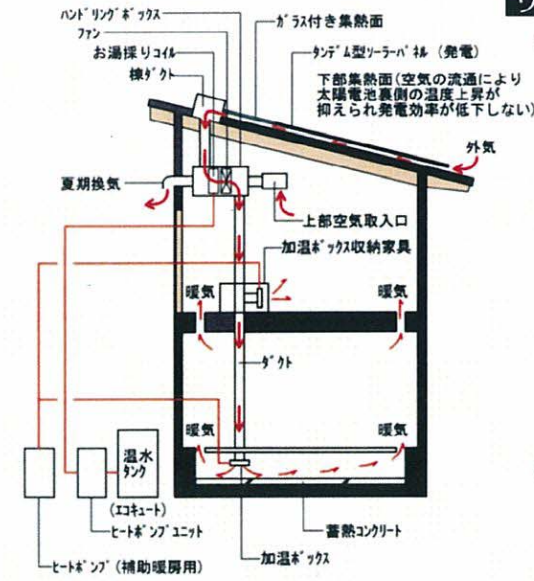 ハンドリングボックス
ファン
お湯採りコイル
棟ダクト
ガラス付き集熱面
タンデム型ソーラーパネル（発電）
下部集熱面（空気の流通により
太陽電池裏側の温度上昇が
抑えられ発電効率が低下しない）
外気
夏期換気
上部空気取入口
加温ボックス収納家具
暖気
暖気
ダクト
暖気
暖気
温水
タンク
（エコキュート）
ヒートポンプユニット
蓄熱コンクリート
加温ボックス
ヒートポンプ（補助暖房用）